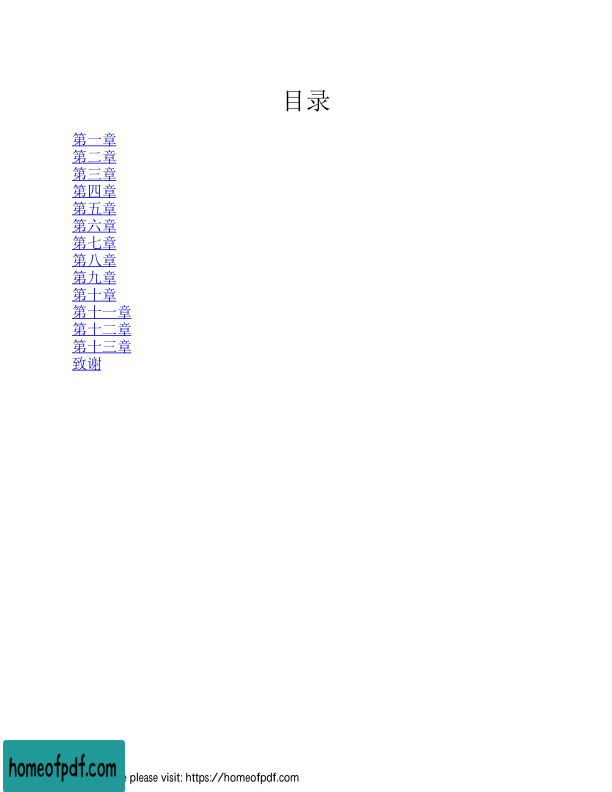 目录
第一章
第二章
第三章
第四章
第五章
第六章
第七章
第八章
第九章
第十章
第十一章
第十二章
第十三章
致谢
homeofpdf.com
please visit: https://homeofpdf.com